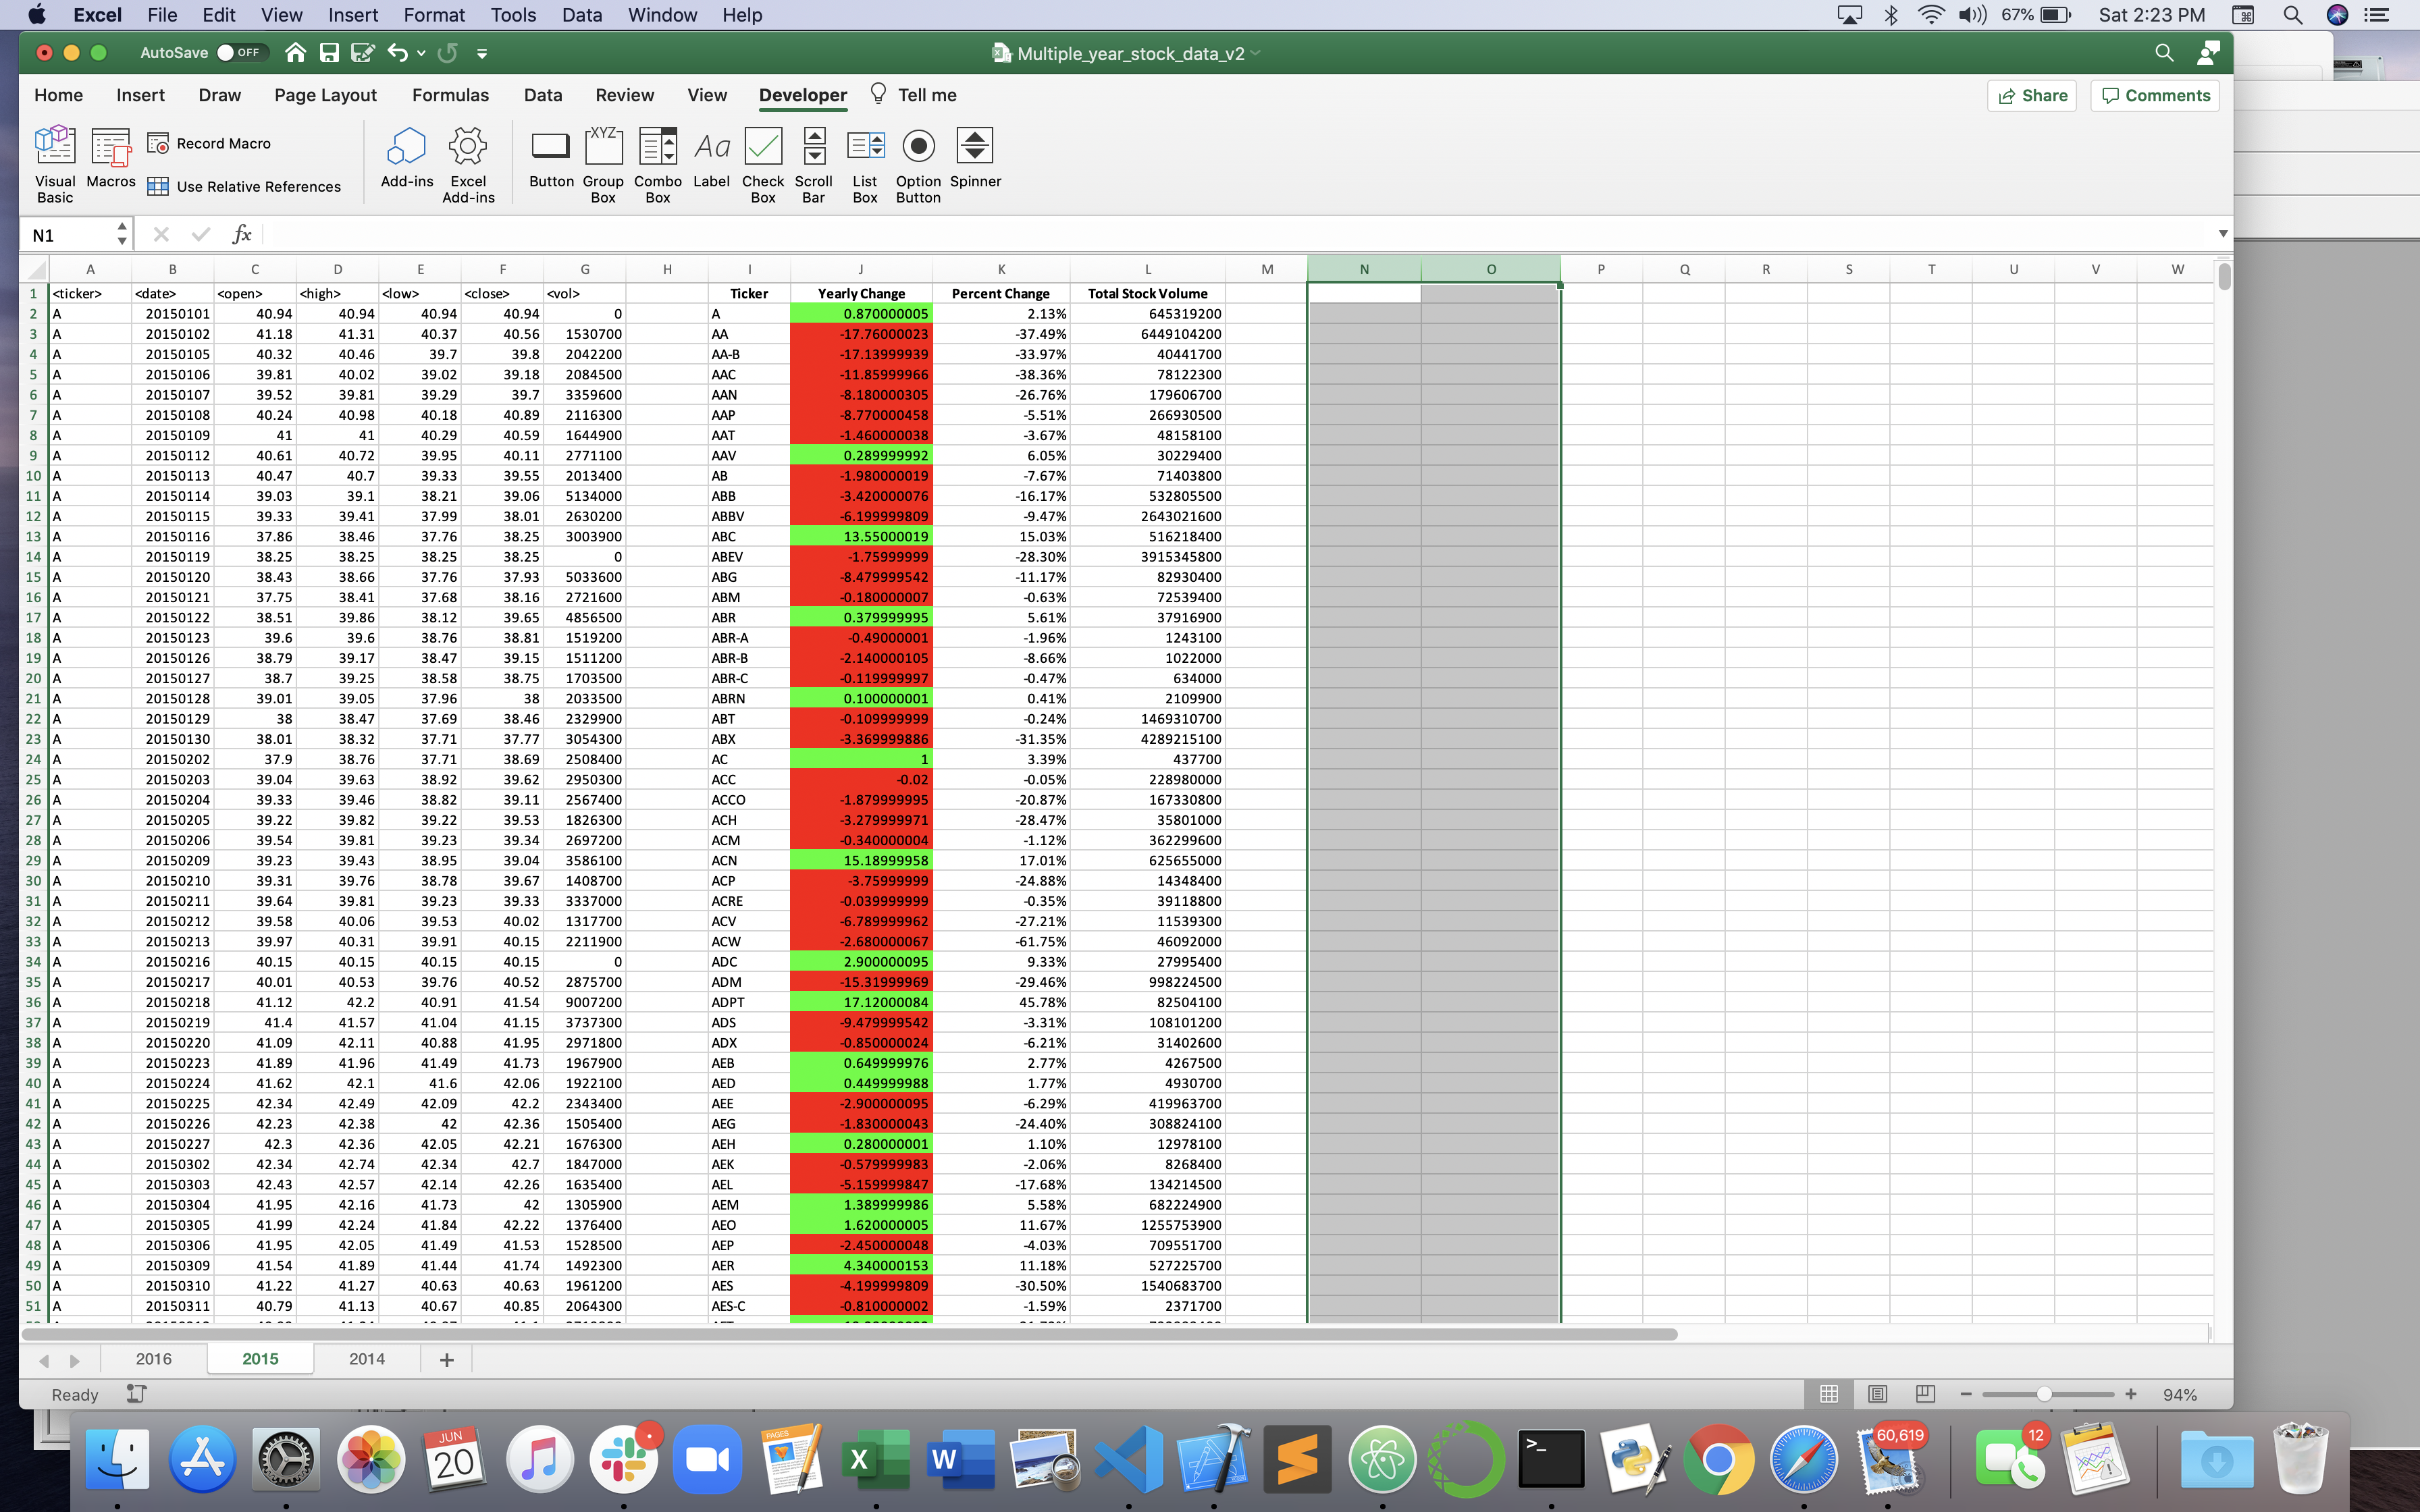 Excel File Edit View Insert Format Tools Data Window Help 67% Sat 2:23 PM
AutoSave OFF Multiple_year_stock_data_v2
Home Insert Draw Page Layout Formulas Data Review View Developer Tell me Share Comments
Visual Basic Macros Record Macro Use Relative References Add-ins Excel Add-ins Button Group Box Combo Box Label Check Box Scroll Bar List Box Option Button Spinner
XYZ Aa
N1 fx
A B C D E F G H I J K L M N O P Q R S T U V W
1 <ticker> <date> <open> <high> <low> <close> <vol> Ticker Yearly Change Percent Change Total Stock Volume
2 A 20150101 40.94 40.94 40.94 40.94 0 A 0.870000005 2.13% 645319200
3 A 20150102 41.18 41.31 40.37 40.56 1530700 AA -17.76000023 -37.49% 6449104200
4 A 20150105 40.32 40.46 39.7 39.8 2042200 AA-B -17.13999939 -33.97% 40441700
5 A 20150106 39.81 40.02 39.02 39.18 2084500 AAC -11.85999966 -38.36% 78122300
6 A 20150107 39.52 39.81 39.29 39.7 3359600 AAN -8.180000305 -26.76% 179606700
7 A 20150108 40.24 40.98 40.18 40.89 2116300 AAP -8.770000458 -5.51% 266930500
8 A 20150109 41 41 40.29 40.59 1644900 AAT -1.460000038 -3.67% 48158100
9 A 20150112 40.61 40.72 39.95 40.11 2771100 AAV 0.289999992 6.05% 30229400
10 A 20150113 40.47 40.7 39.33 39.55 2013400 AB -1.980000019 -7.67% 71403800
11 A 20150114 39.03 39.1 38.21 39.06 5134000 ABB -3.420000076 -16.17% 532805500
12 A 20150115 39.33 39.41 37.99 38.01 2630200 ABBV -6.199999809 -9.47% 2643021600
13 A 20150116 37.86 38.46 37.76 38.25 3003900 ABC 13.55000019 15.03% 516218400
14 A 20150119 38.25 38.25 38.25 38.25 0 ABEV -1.75999999 -28.30% 3915345800
15 A 20150120 38.43 38.66 37.76 37.93 5033600 ABG -8.479999542 -11.17% 82930400
16 A 20150121 37.75 38.41 37.68 38.16 2721600 ABM -0.180000007 -0.63% 72539400
17 A 20150122 38.51 39.86 38.12 39.65 4856500 ABR 0.379999995 5.61% 37916900
18 A 20150123 39.6 39.6 38.76 38.81 1519200 ABR-A -0.49000001 -1.96% 1243100
19 A 20150126 38.79 39.17 38.47 39.15 1511200 ABR-B -2.140000105 -8.66% 1022000
20 A 20150127 38.7 39.25 38.58 38.75 1703500 ABR-C -0.119999997 -0.47% 634000
21 A 20150128 39.01 39.05 37.96 38 2033500 ABRN 0.100000001 0.41% 2109900
22 A 20150129 38 38.47 37.69 38.46 2329900 ABT -0.109999999 -0.24% 1469310700
23 A 20150130 38.01 38.32 37.71 37.77 3054300 ABX -3.369999886 -31.35% 4289215100
24 A 20150202 37.9 38.76 37.71 38.69 2508400 AC 1 3.39% 437700
25 A 20150203 39.04 39.63 38.92 39.62 2950300 ACC -0.02 -0.05% 228980000
26 A 20150204 39.33 39.46 38.82 39.11 2567400 ACCO -1.879999995 -20.87% 167330800
27 A 20150205 39.22 39.82 39.22 39.53 1826300 ACH -3.279999971 -28.47% 35801000
28 A 20150206 39.54 39.81 39.23 39.34 2697200 ACM -0.340000004 -1.12% 362299600
29 A 20150209 39.23 39.43 38.95 39.04 3586100 ACN 15.18999958 17.01% 625655000
30 A 20150210 39.31 39.76 38.78 39.67 1408700 ACP -3.75999999 -24.88% 14348400
31 A 20150211 39.64 39.81 39.23 39.33 3337000 ACRE -0.039999999 -0.35% 39118800
32 A 20150212 39.58 40.06 39.53 40.02 1317700 ACV -6.789999962 -27.21% 11539300
33 A 20150213 39.97 40.31 39.91 40.15 2211900 ACW -2.680000067 -61.75% 46092000
34 A 20150216 40.15 40.15 40.15 40.15 0 ADC 2.900000095 9.33% 27995400
35 A 20150217 40.01 40.53 39.76 40.52 2875700 ADM -15.31999969 -29.46% 998224500
36 A 20150218 41.12 42.2 40.91 41.54 9007200 ADPT 17.12000084 45.78% 82504100
37 A 20150219 41.4 41.57 41.04 41.15 3737300 ADS -9.479999542 -3.31% 108101200
38 A 20150220 41.09 42.11 40.88 41.95 2971800 ADX -0.850000024 -6.21% 31402600
39 A 20150223 41.89 41.96 41.49 41.73 1967900 AEB 0.649999976 2.77% 4267500
40 A 20150224 41.62 42.1 41.6 42.06 1922100 AED 0.449999988 1.77% 4930700
41 A 20150225 42.34 42.49 42.09 42.2 2343400 AEE -2.900000095 -6.29% 419963700
42 A 20150226 42.23 42.38 42 42.36 1505400 AEG -1.830000043 -24.40% 308824100
43 A 20150227 42.3 42.36 42.05 42.21 1676300 AEH 0.280000001 1.10% 12978100
44 A 20150302 42.34 42.74 42.34 42.7 1847000 AEK -0.579999983 -2.06% 8268400
45 A 20150303 42.43 42.57 42.14 42.26 1635400 AEL -5.159999847 -17.68% 134214500
46 A 20150304 41.95 42.16 41.73 42 1305900 AEM 1.389999986 5.58% 682224900
47 A 20150305 41.99 42.24 41.84 42.22 1376400 AEO 1.620000005 11.67% 1255753900
48 A 20150306 41.95 42.05 41.49 41.53 1528500 AEP -2.450000048 -4.03% 709551700
49 A 20150309 41.54 41.89 41.44 41.74 1492300 AER 4.340000153 11.18% 527225700
50 A 20150310 41.22 41.27 40.63 40.63 1961200 AES -4.199999809 -30.50% 1540683700
51 A 20150311 40.79 41.13 40.67 40.85 2064300 AES-C -0.810000002 -1.59% 2371700
2016 2015 2014 +
Ready 94%
JUN 20 PAGES X W >_ 60,619 12